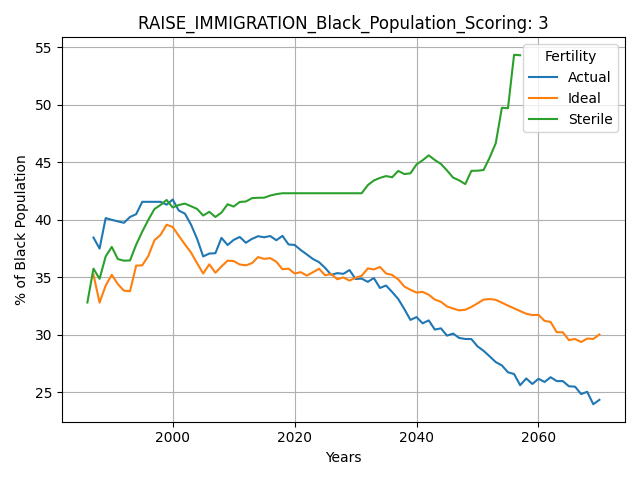 RAISE_IMMIGRATION_Black_Population_Scoring: 3
55
50
45
40
35
30
25
% of Black Population
Fertility
Actual
Ideal
Sterile
2000 2020 2040 2060
Years